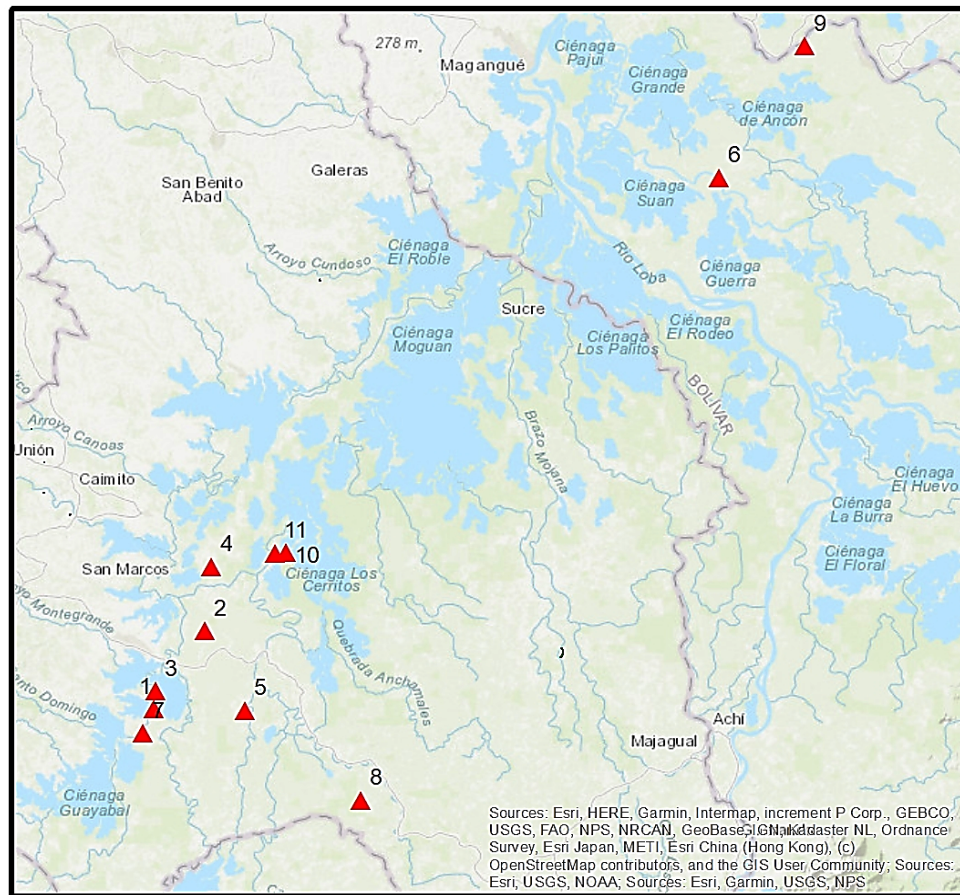 9
278 m.
Magangué
Ciénaga
Pajui
Ciénaga
Grande
Ciénaga
de Ancón
6
Galeras
San Benito
Abad
Ciénaga
Suan
Ciénaga
El Roble
Arroyo Cundoso
Río Loba
Ciénaga
Guerra
Sucre
Ciénaga
Moguan
Ciénaga
Los Palitos
Ciénaga
El Rodeo
BOLÍVAR
Arroyo Canoas
Unión
Caimito
Brazo Mojana
Ciénaga
El Huevo
Ciénaga
La Burra
Ciénaga
El Floral
11
10
4
San Marcos
Ciénaga Los
Cerritos
Montegrande
2
Quebrada Anchamales
3
1
7
5
Domingo
Achí
Majagual
8
Ciénaga
Guayabal
Sources: Esri, HERE, Garmin, Intermap, increment P Corp., GEBCO,
USGS, FAO, NPS, NRCAN, GeoBase, IGN, Kadaster NL, Ordnance
Survey, Esri Japan, METI, Esri China (Hong Kong), (c)
OpenStreetMap contributors, and the GIS User Community; Sources:
Esri, USGS, NOAA; Sources: Esri, Garmin, USGS, NPS